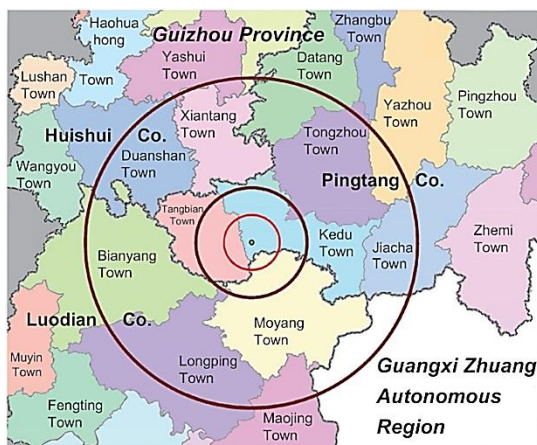 Haohua
hong
Town
Guizhou Province
Zhangbu
Town
Lushan
Town
Yashui
Town
Datang
Town
Yazhou
Town
Pingzhou
Town
Xiantang
Town
Tongzhou
Town
Huishui Co.
Wangyou
Town
Duanshan
Town
Pingtang Co.
Tangbian
Town
Kedu
Town
Jiacha
Town
Zhemi
Town
Bianyang
Town
Luodian Co.
Moyang
Town
Muyin
Town
Longping
Town
Guangxi Zhuang
Autonomous
Region
Fengting
Town
Maojing
Town